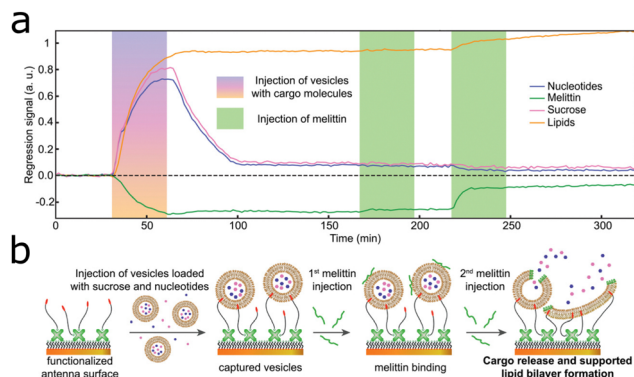 a
Regression signal (a. u.)
1
0.8
0.6
0.4
0.2
0
-0.2
Injection of vesicles
with cargo molecules
Injection of melittin
Nucleotides
Melittin
Sucrose
Lipids
0
50
100
150
200
250
300
Time (min)
b
Injection of vesicles loaded
with sucrose and nucleotides
functionalized
antenna surface
captured vesicles
1st melittin
injection
melittin binding
2nd melittin
injection
Cargo release and supported
lipid bilayer formation